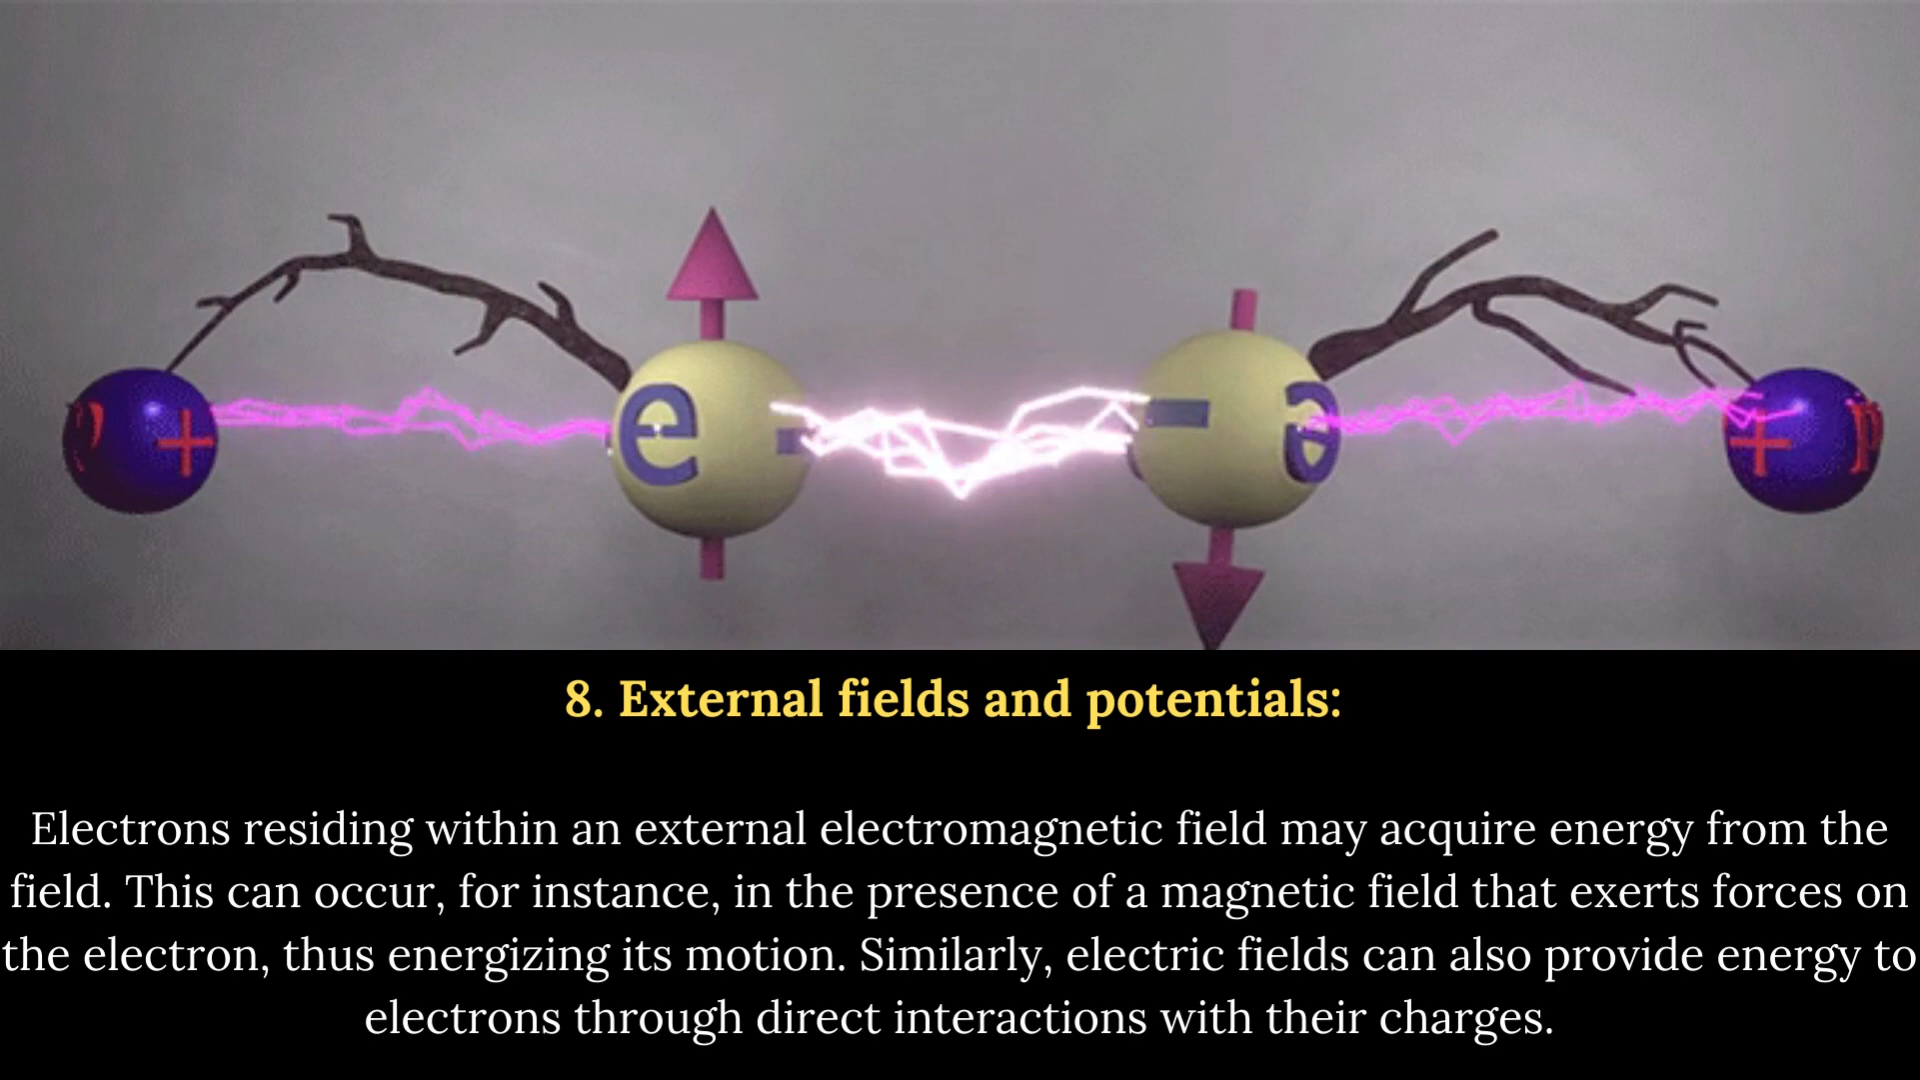 p +
e -
- e
+ p
8. External fields and potentials:
Electrons residing within an external electromagnetic field may acquire energy from the
field. This can occur, for instance, in the presence of a magnetic field that exerts forces on
the electron, thus energizing its motion. Similarly, electric fields can also provide energy to
electrons through direct interactions with their charges.